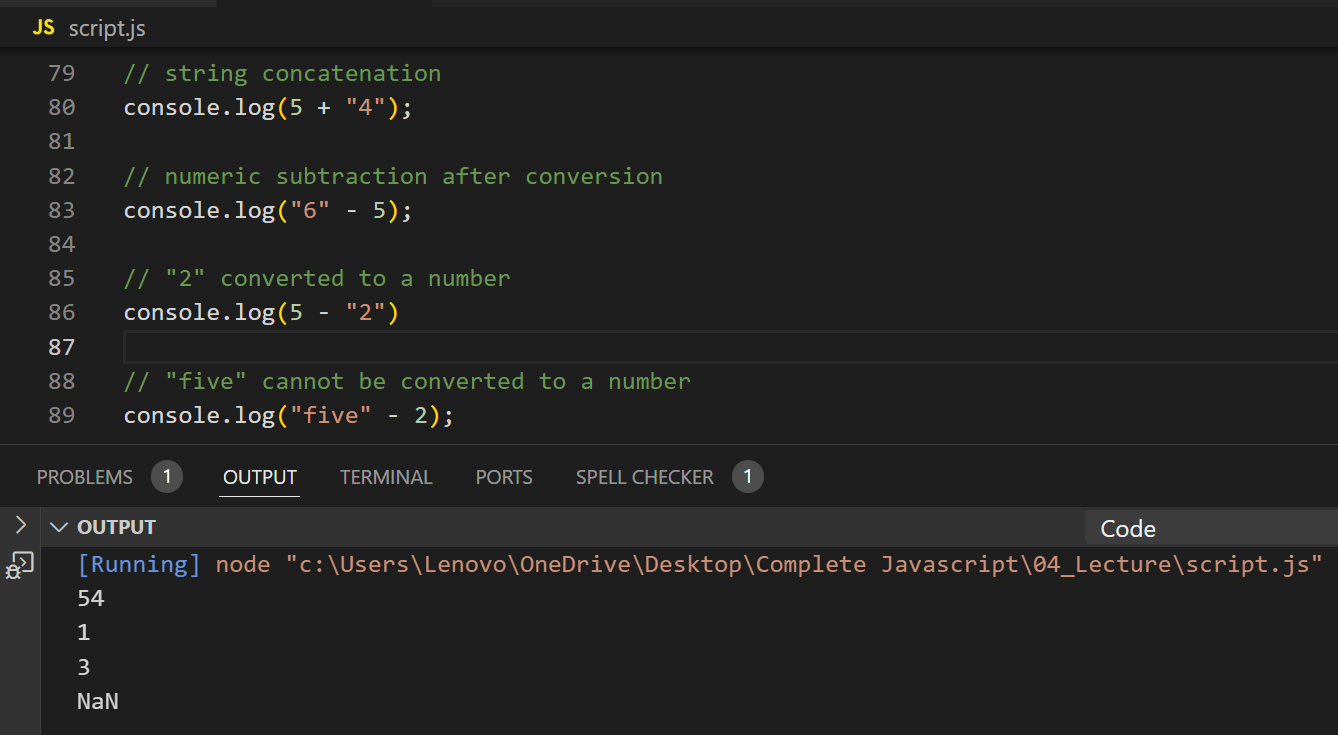 JS script.js
79 // string concatenation
80 console.log(5 + "4");
81
82 // numeric subtraction after conversion
83 console.log("6" - 5);
84
85 // "2" converted to a number
86 console.log(5 - "2")
87
88 // "five" cannot be converted to a number
89 console.log("five" - 2);
PROBLEMS 1 OUTPUT TERMINAL PORTS SPELL CHECKER 1
OUTPUT Code
[Running] node "c:\Users\Lenovo\OneDrive\Desktop\Complete Javascript\04_Lecture\script.js"
54
1
3
NaN